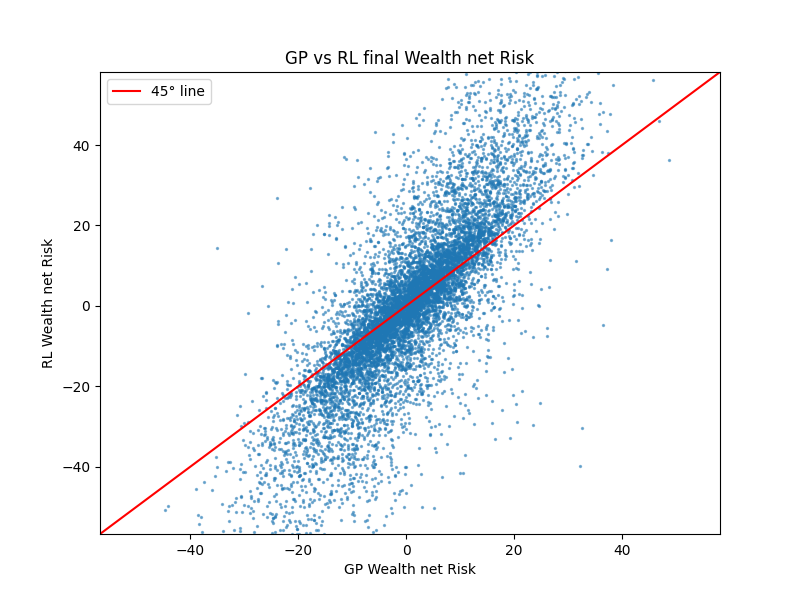 GP vs RL final Wealth net Risk
45° line
RL Wealth net Risk
40
20
0
−20
−40
−40
−20
0
20
40
GP Wealth net Risk